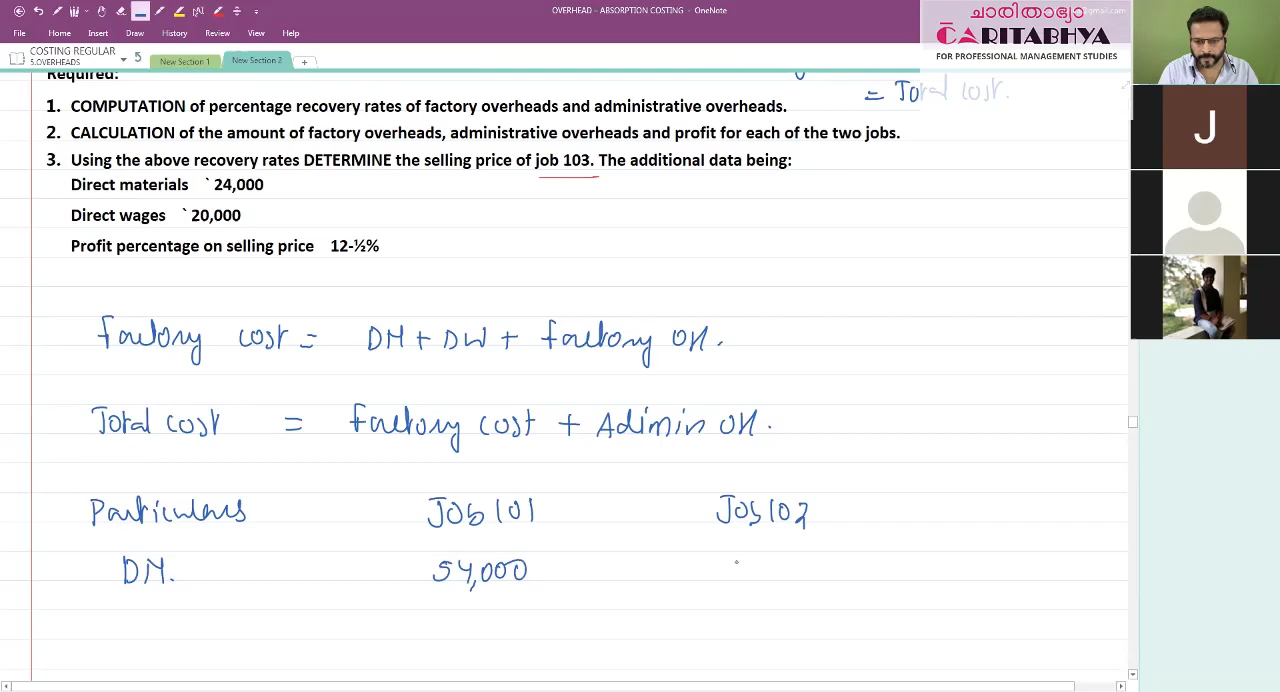 OVERHEAD – ABSORPTION COSTING - OneNote
File Home Insert Draw History Review View Help
COSTING REGULAR
5.OVERHEADS
5
New Section 1
New Section 2
+
ചാരിതാഭ്യാ
CARITABHYA
FOR PROFESSIONAL MANAGEMENT STUDIES
Required:
= Total cost.
1. COMPUTATION of percentage recovery rates of factory overheads and administrative overheads.
2. CALCULATION of the amount of factory overheads, administrative overheads and profit for each of the two jobs.
3. Using the above recovery rates DETERMINE the selling price of job 103. The additional data being:
Direct materials ` 24,000
Direct wages ` 20,000
Profit percentage on selling price 12-½%
factory cost = DM + DW + factory OH.
Total cost = factory cost + Adimin OH.
Particulars Job 101 Job 102
DM. 54,000
J